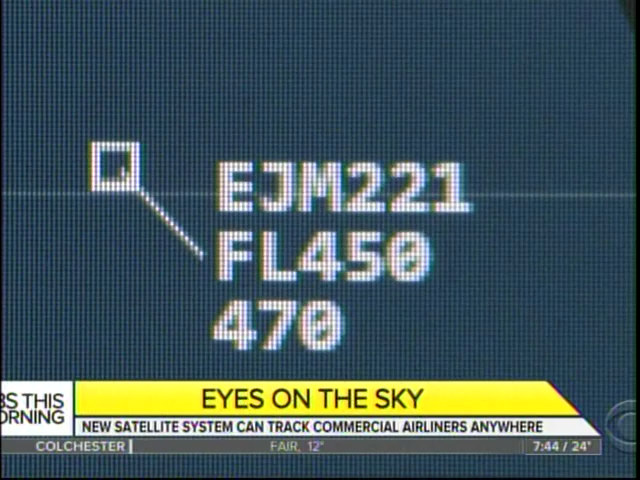 EJM221
FL450
470
EYES ON THE SKY
BS THIS
ORNING
NEW SATELLITE SYSTEM CAN TRACK COMMERCIAL AIRLINERS ANYWHERE
COLCHESTER FAIR, 12° 7:44 / 24°